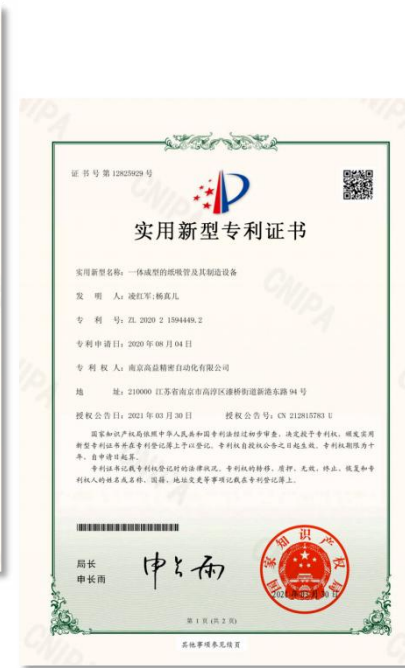 证书号第12825929号
实用新型专利证书
实用新型名称：一体成型的纸吸管及其制造设备
发 明 人：凌红军;杨真儿
专 利 号：ZL 2020 2 1594449.2
专利申请日：2020年08月04日
专 利 权 人：南京高益精密自动化有限公司
地 址：210000 江苏省南京市高淳区漆桥街道新港东路94号
授权公告日：2021年03月30日 授权公告号：CN 212815783 U
国家知识产权局依照中华人民共和国专利法经过初步审查，决定授予专利权，颁发实用
新型专利证书并在专利登记簿上予以登记。专利权自授权公告之日起生效。专利权期限为十
年，自申请日起算。
专利证书记载专利权登记时的法律状况。专利权的转移、质押、无效、终止、恢复和专
利权人的姓名或名称、国籍、地址变更等事项记载在专利登记簿上。
局长
申长雨
申长雨
2021年03月30日
第 1 页 (共 2 页)
其他事项参见续页
CNIPA